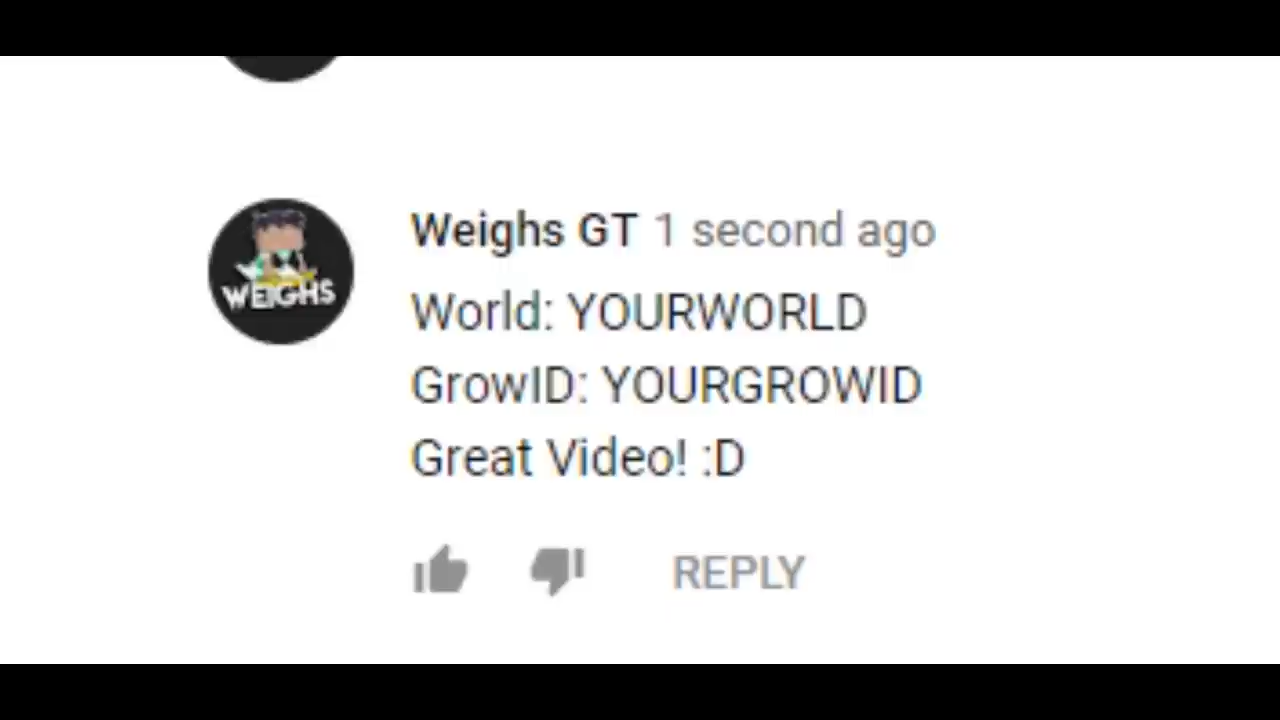 Weighs GT 1 second ago
WEIGHS
World: YOURWORLD
GrowID: YOURGROWID
Great Video! :D
REPLY